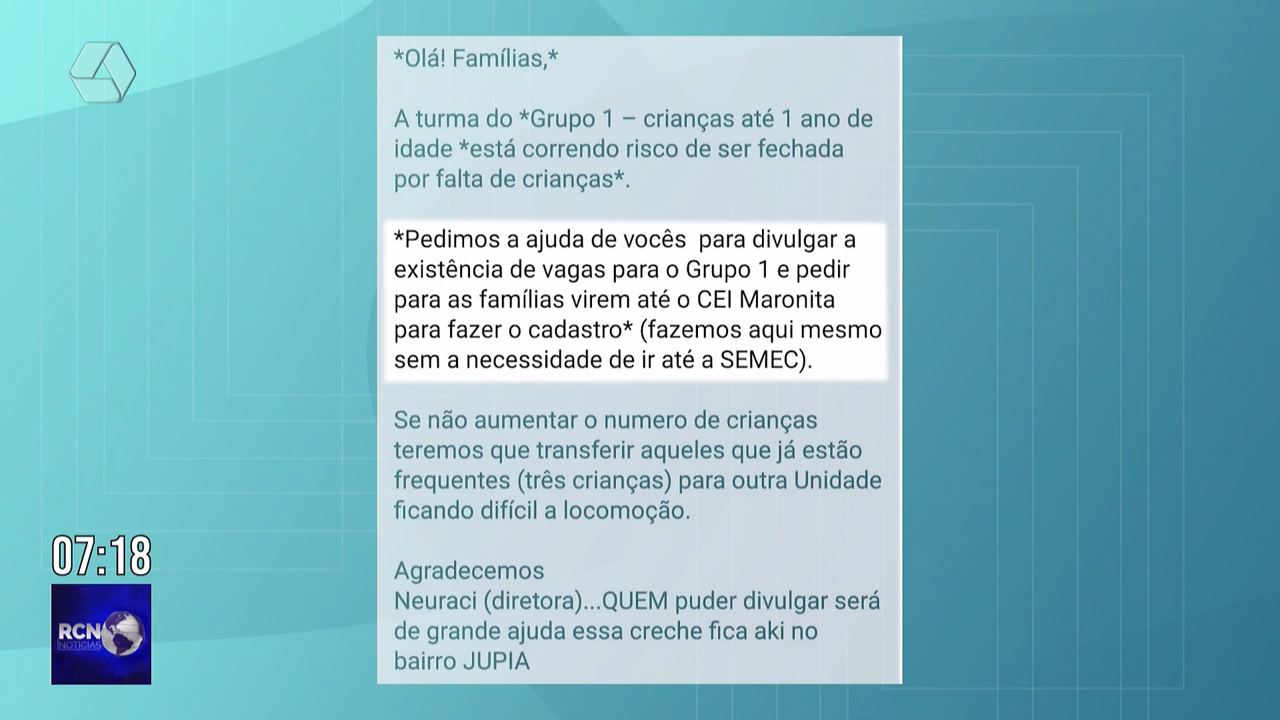 *Olá! Famílias,*
A turma do *Grupo 1 – crianças até 1 ano de
idade *está correndo risco de ser fechada
por falta de crianças*.
*Pedimos a ajuda de vocês  para divulgar a
existência de vagas para o Grupo 1 e pedir
para as famílias virem até o CEI Maronita
para fazer o cadastro* (fazemos aqui mesmo
sem a necessidade de ir até a SEMEC).
Se não aumentar o numero de crianças
teremos que transferir aqueles que já estão
frequentes (três crianças) para outra Unidade
ficando difícil a locomoção.
Agradecemos
Neuraci (diretora)...QUEM puder divulgar será
de grande ajuda essa creche fica aki no
bairro JUPIA
07:18
RCN
NOTÍCIAS